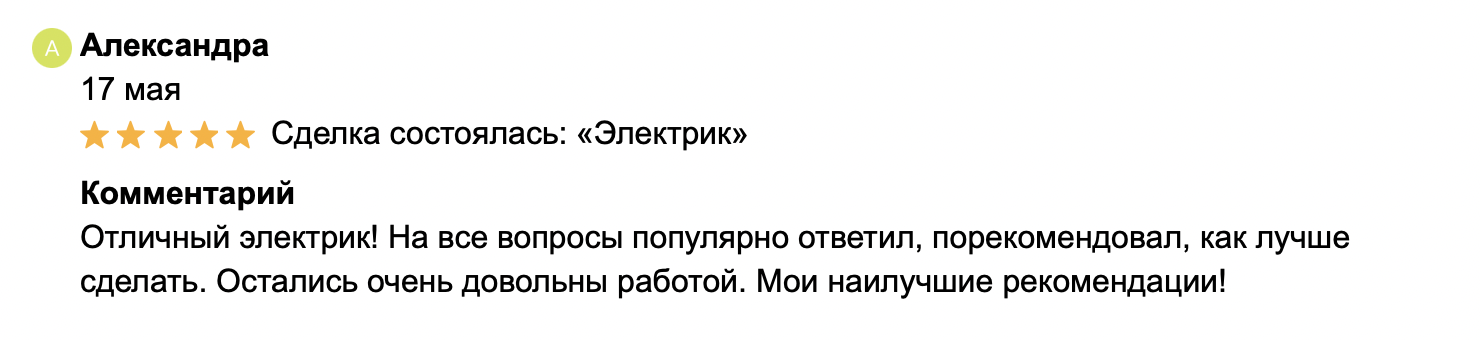 А Александра
17 мая
Сделка состоялась: «Электрик»
Комментарий
Отличный электрик! На все вопросы популярно ответил, порекомендовал, как лучше
сделать. Остались очень довольны работой. Мои наилучшие рекомендации!